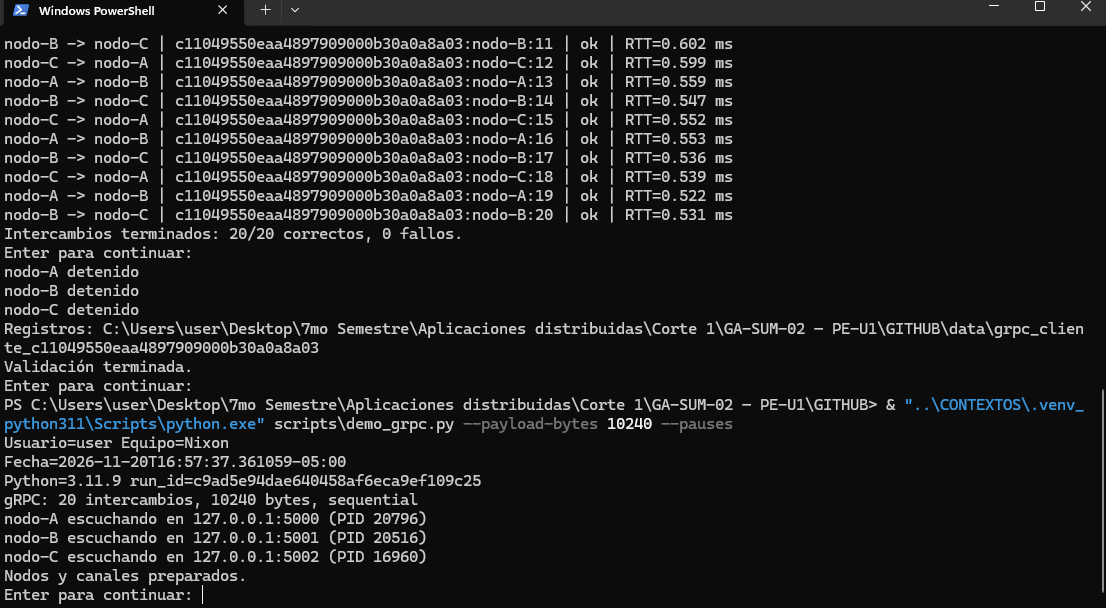 Windows PowerShell
nodo-B -> nodo-C | c11049550eaa4897909000b30a0a8a03:nodo-B:11 | ok | RTT=0.602 ms
nodo-C -> nodo-A | c11049550eaa4897909000b30a0a8a03:nodo-C:12 | ok | RTT=0.599 ms
nodo-A -> nodo-B | c11049550eaa4897909000b30a0a8a03:nodo-A:13 | ok | RTT=0.559 ms
nodo-B -> nodo-C | c11049550eaa4897909000b30a0a8a03:nodo-B:14 | ok | RTT=0.547 ms
nodo-C -> nodo-A | c11049550eaa4897909000b30a0a8a03:nodo-C:15 | ok | RTT=0.552 ms
nodo-A -> nodo-B | c11049550eaa4897909000b30a0a8a03:nodo-A:16 | ok | RTT=0.553 ms
nodo-B -> nodo-C | c11049550eaa4897909000b30a0a8a03:nodo-B:17 | ok | RTT=0.536 ms
nodo-C -> nodo-A | c11049550eaa4897909000b30a0a8a03:nodo-C:18 | ok | RTT=0.539 ms
nodo-A -> nodo-B | c11049550eaa4897909000b30a0a8a03:nodo-A:19 | ok | RTT=0.522 ms
nodo-B -> nodo-C | c11049550eaa4897909000b30a0a8a03:nodo-B:20 | ok | RTT=0.531 ms
Intercambios terminados: 20/20 correctos, 0 fallos.
Enter para continuar:
nodo-A detenido
nodo-B detenido
nodo-C detenido
Registros: C:\Users\user\Desktop\7mo Semestre\Aplicaciones distribuidas\Corte 1\GA-SUM-02 - PE-U1\GITHUB\data\grpc_clien
te_c11049550eaa4897909000b30a0a8a03
Validación terminada.
Enter para continuar:
PS C:\Users\user\Desktop\7mo Semestre\Aplicaciones distribuidas\Corte 1\GA-SUM-02 - PE-U1\GITHUB> & "..\CONTEXTOS\.venv_
python311\Scripts\python.exe" scripts\demo_grpc.py --payload-bytes 10240 --pauses
Usuario=user Equipo=Nixon
Fecha=2026-11-20T16:57:37.361059-05:00
Python=3.11.9 run_id=c9ad5e94dae640458af6eca9ef109c25
gRPC: 20 intercambios, 10240 bytes, sequential
nodo-A escuchando en 127.0.0.1:5000 (PID 20796)
nodo-B escuchando en 127.0.0.1:5001 (PID 20516)
nodo-C escuchando en 127.0.0.1:5002 (PID 16960)
Nodos y canales preparados.
Enter para continuar: